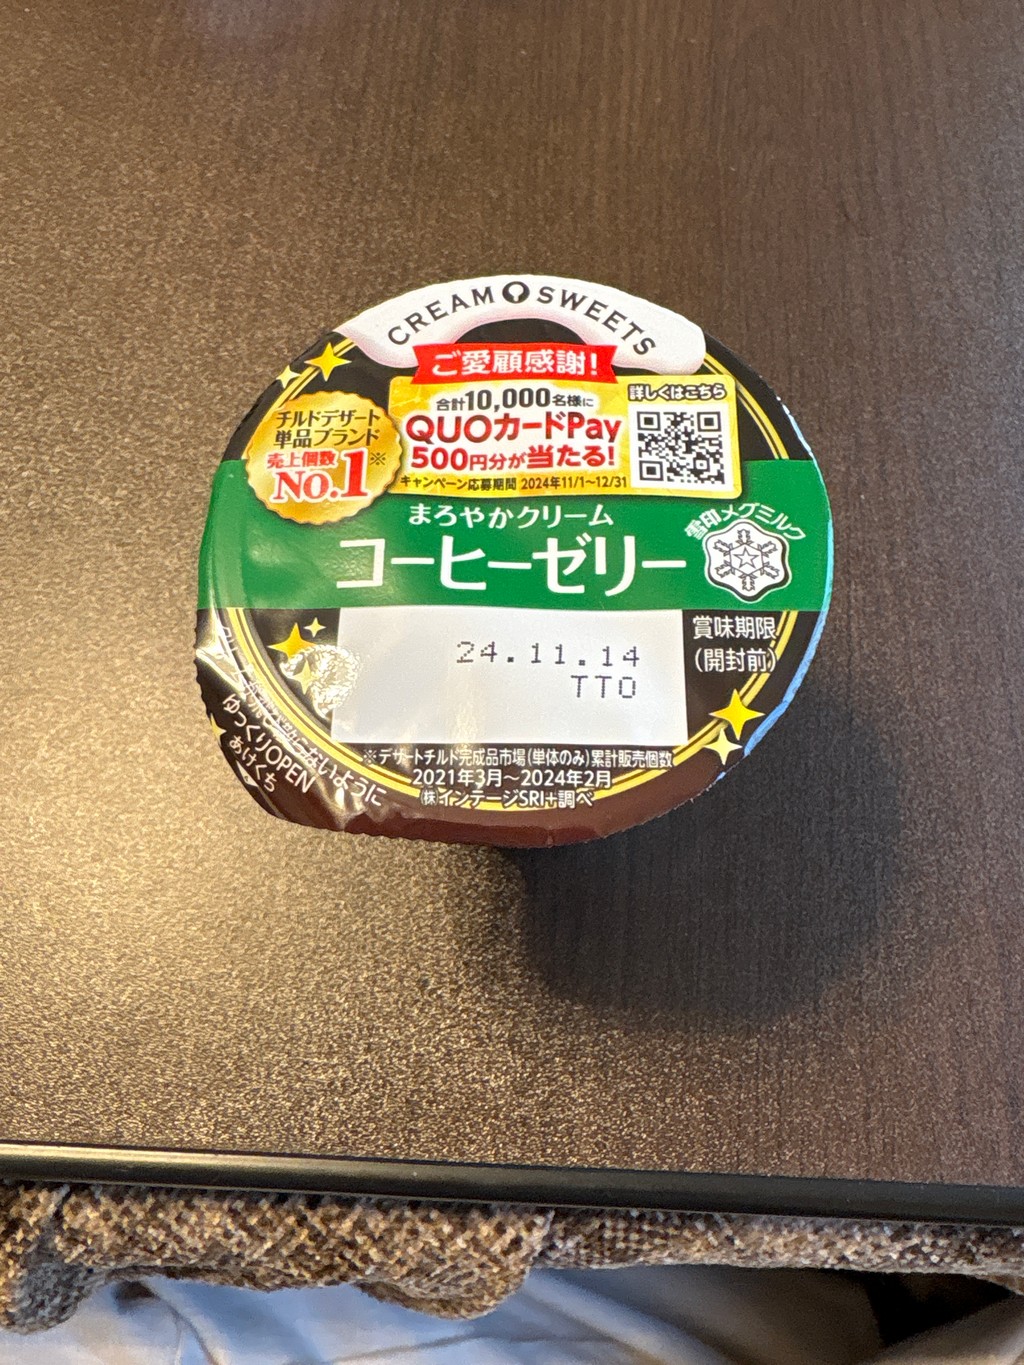 CREAM SWEETS
ご愛顧感謝!
合計10,000名様に
QUOカードPay
500円分が当たる!
キャンペーン応募期間 2024年11/1~12/31
詳しくはこちら
チルドデザート
単品ブランド
売上個数
No.1※
まろやかクリーム
コーヒーゼリー
雪印メグミルク
賞味期限
(開封前)
24.11.14
TTO
※デザートチルド完成品市場(単体のみ)累計販売個数
2021年3月~2024年2月
㈱インテージSRI+調べ
ないように
ゆっくりOPEN
あけくち